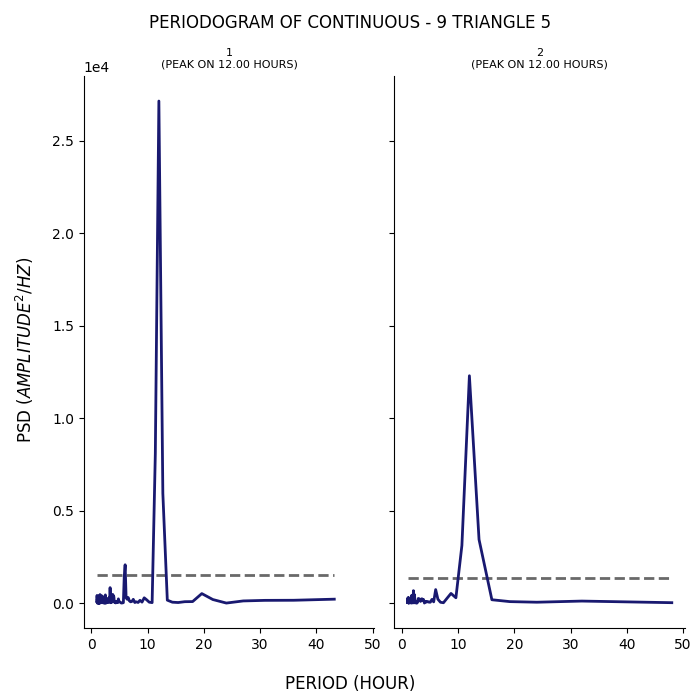 PERIODOGRAM OF CONTINUOUS - 9 TRIANGLE 5
1
(PEAK ON 12.00 HOURS)
2
(PEAK ON 12.00 HOURS)
1e4
2.5
2.0
1.5
1.0
0.5
0.0
PSD (AMPLITUDE²/HZ)
0 10 20 30 40 50
0 10 20 30 40 50
PERIOD (HOUR)